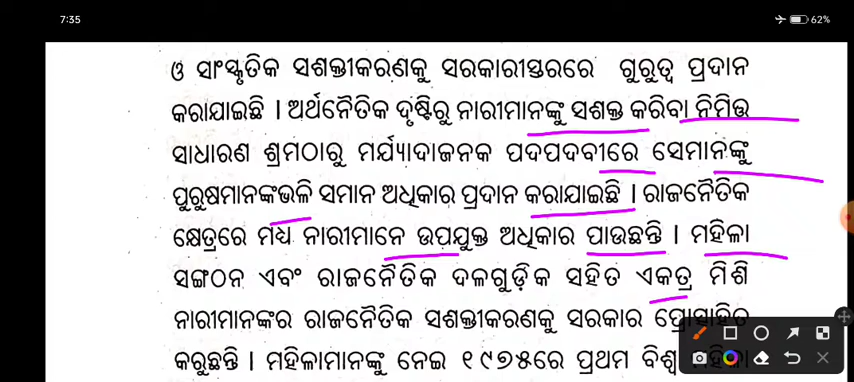 7:35
62%
ଓ ସାଂସ୍କୃତିକ ସଶକ୍ତୀକରଣକୁ ସରକାରୀସ୍ତରରେ ଗୁରୁତ୍ୱ ପ୍ରଦାନ
କରାଯାଇଛି । ଅର୍ଥନୈତିକ ଦୃଷ୍ଟିରୁ ନାରୀମାନଙ୍କୁ ସଶକ୍ତ କରିବା ନିମିତ୍ତ
ସାଧାରଣ ଶ୍ରମଠାରୁ ମର୍ଯ୍ୟାଦାଜନକ ପଦପଦବୀରେ ସେମାନଙ୍କୁ
ପୁରୁଷମାନଙ୍କଭଳି ସମାନ ଅଧିକାର ପ୍ରଦାନ କରାଯାଇଛି । ରାଜନୈତିକ
କ୍ଷେତ୍ରରେ ମଧ୍ୟ ନାରୀମାନେ ଉପଯୁକ୍ତ ଅଧିକାର ପାଉଛନ୍ତି । ମହିଳା
ସଙ୍ଗଠନ ଏବଂ ରାଜନୈତିକ ଦଳଗୁଡ଼ିକ ସହିତ ଏକତ୍ର ମିଶି
ନାରୀମାନଙ୍କର ରାଜନୈତିକ ସଶକ୍ତୀକରଣକୁ ସରକାର ପ୍ରୋତ୍ସାହିତ
କରୁଛନ୍ତି । ମହିଳାମାନଙ୍କୁ ନେଇ ୧୯୭୫ରେ ପ୍ରଥମ ବିଶ୍ୱ